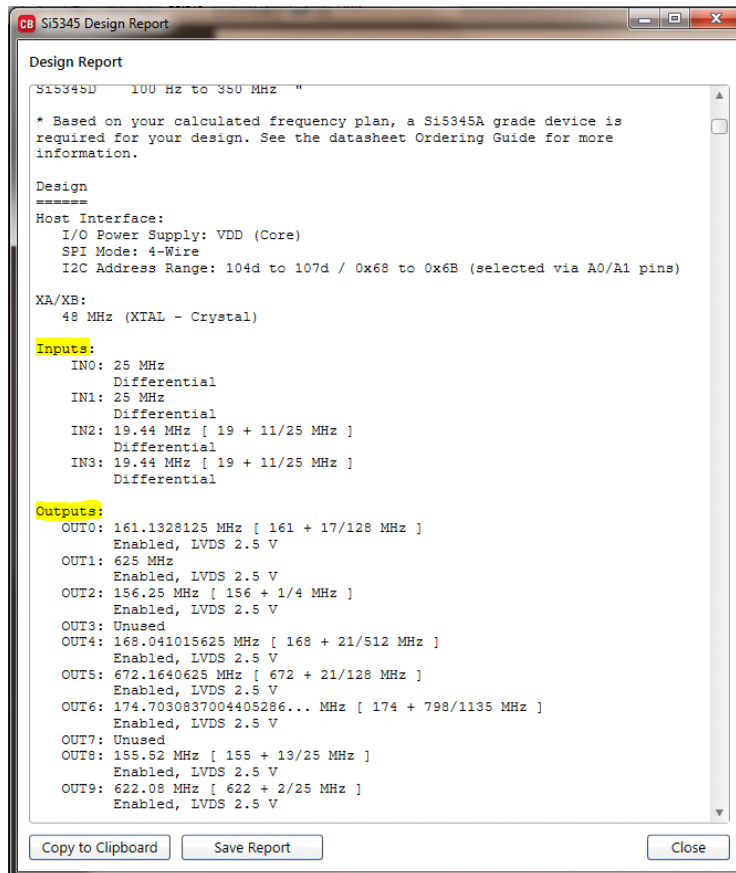 CB Si5345 Design Report
Design Report
Si5345D    100 Hz to 350 MHz  "
* Based on your calculated frequency plan, a Si5345A grade device is
required for your design. See the datasheet Ordering Guide for more
information.
Design
======
Host Interface:
I/O Power Supply: VDD (Core)
SPI Mode: 4-Wire
I2C Address Range: 104d to 107d / 0x68 to 0x6B (selected via A0/A1 pins)
XA/XB:
48 MHz (XTAL - Crystal)
Inputs:
IN0: 25 MHz
Differential
IN1: 25 MHz
Differential
IN2: 19.44 MHz [ 19 + 11/25 MHz ]
Differential
IN3: 19.44 MHz [ 19 + 11/25 MHz ]
Differential
Outputs:
OUT0: 161.1328125 MHz [ 161 + 17/128 MHz ]
Enabled, LVDS 2.5 V
OUT1: 625 MHz
Enabled, LVDS 2.5 V
OUT2: 156.25 MHz [ 156 + 1/4 MHz ]
Enabled, LVDS 2.5 V
OUT3: Unused
OUT4: 168.041015625 MHz [ 168 + 21/512 MHz ]
Enabled, LVDS 2.5 V
OUT5: 672.1640625 MHz [ 672 + 21/128 MHz ]
Enabled, LVDS 2.5 V
OUT6: 174.7030837004405286... MHz [ 174 + 798/1135 MHz ]
Enabled, LVDS 2.5 V
OUT7: Unused
OUT8: 155.52 MHz [ 155 + 13/25 MHz ]
Enabled, LVDS 2.5 V
OUT9: 622.08 MHz [ 622 + 2/25 MHz ]
Enabled, LVDS 2.5 V
Copy to Clipboard
Save Report
Close